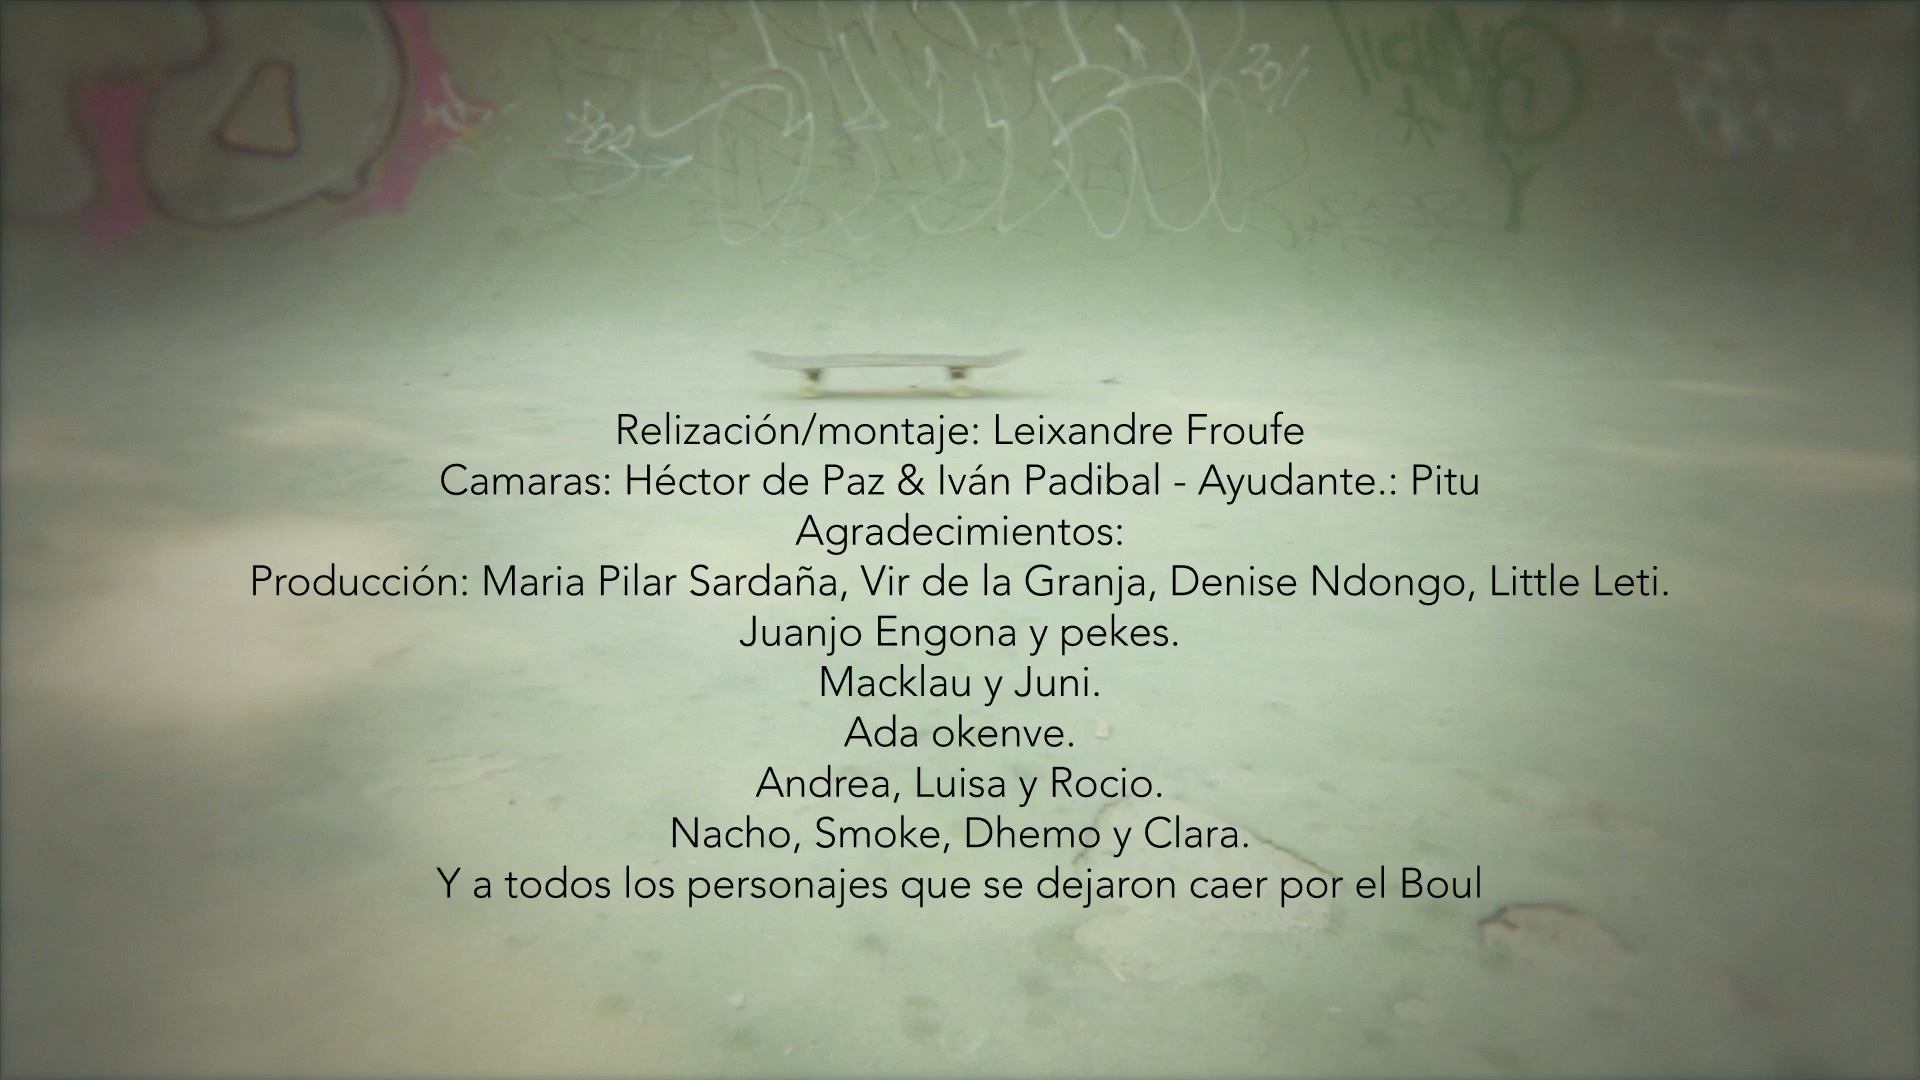 Relización/montaje: Leixandre Froufe
Camaras: Héctor de Paz & Iván Padibal - Ayudante.: Pitu
Agradecimientos:
Producción: Maria Pilar Sardaña, Vir de la Granja, Denise Ndongo, Little Leti.
Juanjo Engona y pekes.
Macklau y Juni.
Ada okenve.
Andrea, Luisa y Rocio.
Nacho, Smoke, Dhemo y Clara.
Y a todos los personajes que se dejaron caer por el Boul